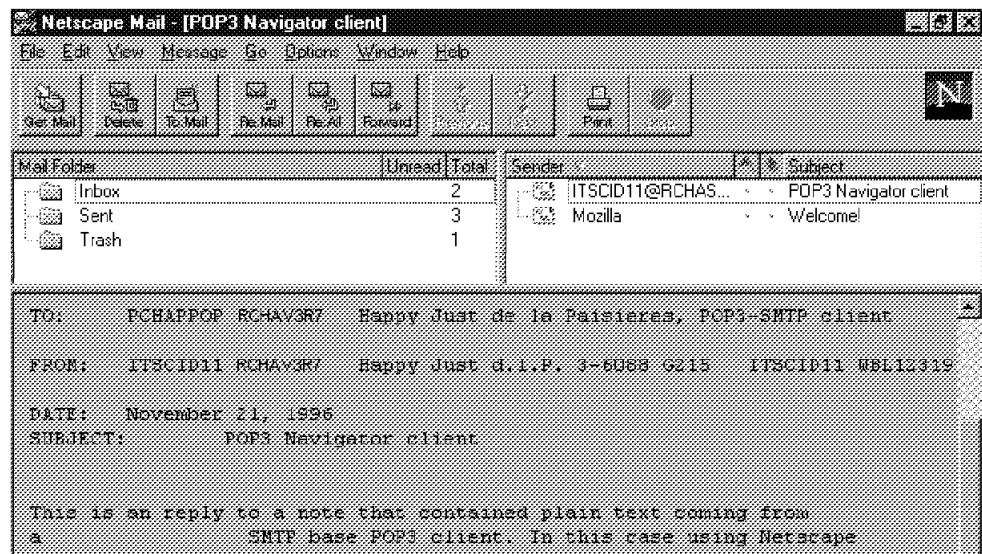 Netscape Mail - [POP3 Navigator client]
File Edit View Message Go Options Window Help
Get Mail Delete To: Mail Re: Mail Re: All Forward Print
N
Mail Folder Unread Total Sender Subject
Inbox 2 ITSCID11@RCHAS... POP3 Navigator client
Sent 3 Mozilla Welcome!
Trash 1
TO: PCHAPPOP RCHAV3R7 Happy Just de la Paisieres, POP3-SMTP client
FROM: ITSCID11 RCHAV3R7 Happy Just d.l.P. 3-6088 G215 ITSCID11 WBL12319
DATE: November 21, 1996
SUBJECT: POP3 Navigator client
This is an reply to a note that contained plain text coming from
a SMTP base POP3 client. In this case using Netscape